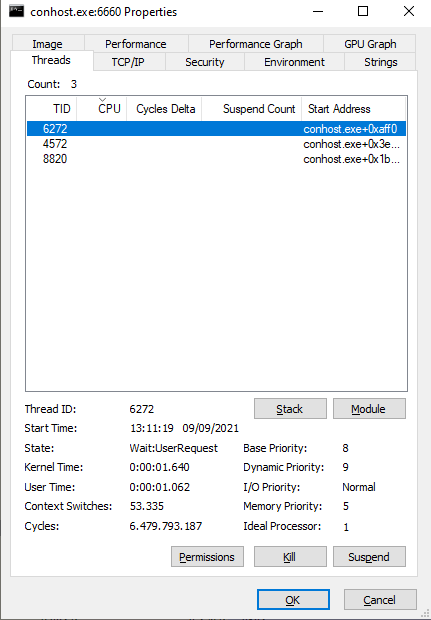 conhost.exe:6660 Properties
Image Performance Performance Graph GPU Graph
Threads TCP/IP Security Environment Strings
Count: 3
TID CPU Cycles Delta Suspend Count Start Address
6272 conhost.exe+0xaff0
4572 conhost.exe+0x3e...
8820 conhost.exe+0x1b...
Thread ID: 6272 Stack Module
Start Time: 13:11:19 09/09/2021
State: Wait:UserRequest Base Priority: 8
Kernel Time: 0:00:01.640 Dynamic Priority: 9
User Time: 0:00:01.062 I/O Priority: Normal
Context Switches: 53.335 Memory Priority: 5
Cycles: 6.479.793.187 Ideal Processor: 1
Permissions Kill Suspend
OK Cancel